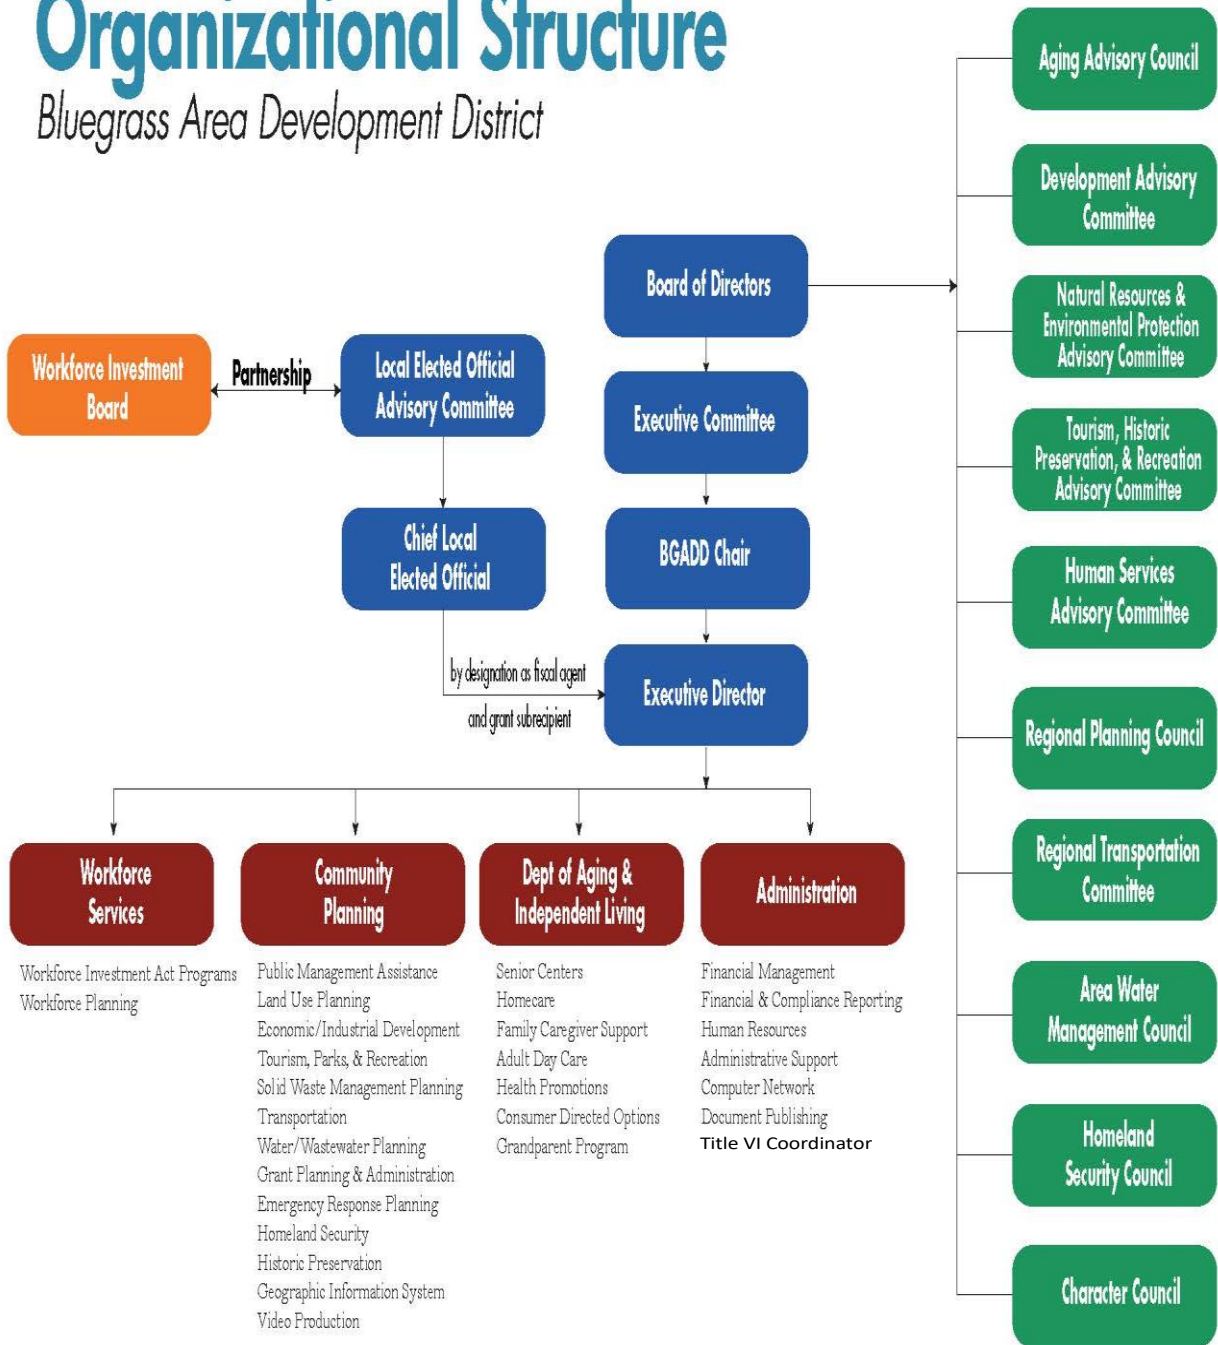 Organizational Structure
Bluegrass Area Development District
Aging Advisory Council
Development Advisory
Committee
Natural Resources &
Environmental Protection
Advisory Committee
Tourism, Historic
Preservation, & Recreation
Advisory Committee
Human Services
Advisory Committee
Regional Planning Council
Regional Transportation
Committee
Area Water
Management Council
Homeland
Security Council
Character Council
Board of Directors
Executive Committee
BGADD Chair
Executive Director
Workforce Investment
Board
Partnership
Local Elected Official
Advisory Committee
Chief Local
Elected Official
by designation as fiscal agent
and grant subrecipient
Workforce
Services
Workforce Investment Act Programs
Workforce Planning
Community
Planning
Public Management Assistance
Land Use Planning
Economic/Industrial Development
Tourism, Parks, & Recreation
Solid Waste Management Planning
Transportation
Water/Wastewater Planning
Grant Planning & Administration
Emergency Response Planning
Homeland Security
Historic Preservation
Geographic Information System
Video Production
Dept of Aging &
Independent Living
Senior Centers
Homecare
Family Caregiver Support
Adult Day Care
Health Promotions
Consumer Directed Options
Grandparent Program
Administration
Financial Management
Financial & Compliance Reporting
Human Resources
Administrative Support
Computer Network
Document Publishing
Title VI Coordinator